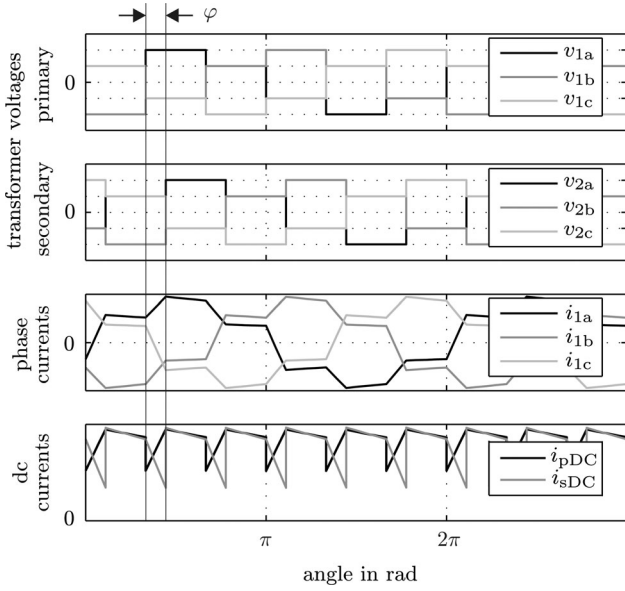 φ
transformer voltages
primary
0
v1a
v1b
v1c
secondary
0
v2a
v2b
v2c
phase
currents
0
i1a
i1b
i1c
dc
currents
0
ipDC
isDC
π
2π
angle in rad